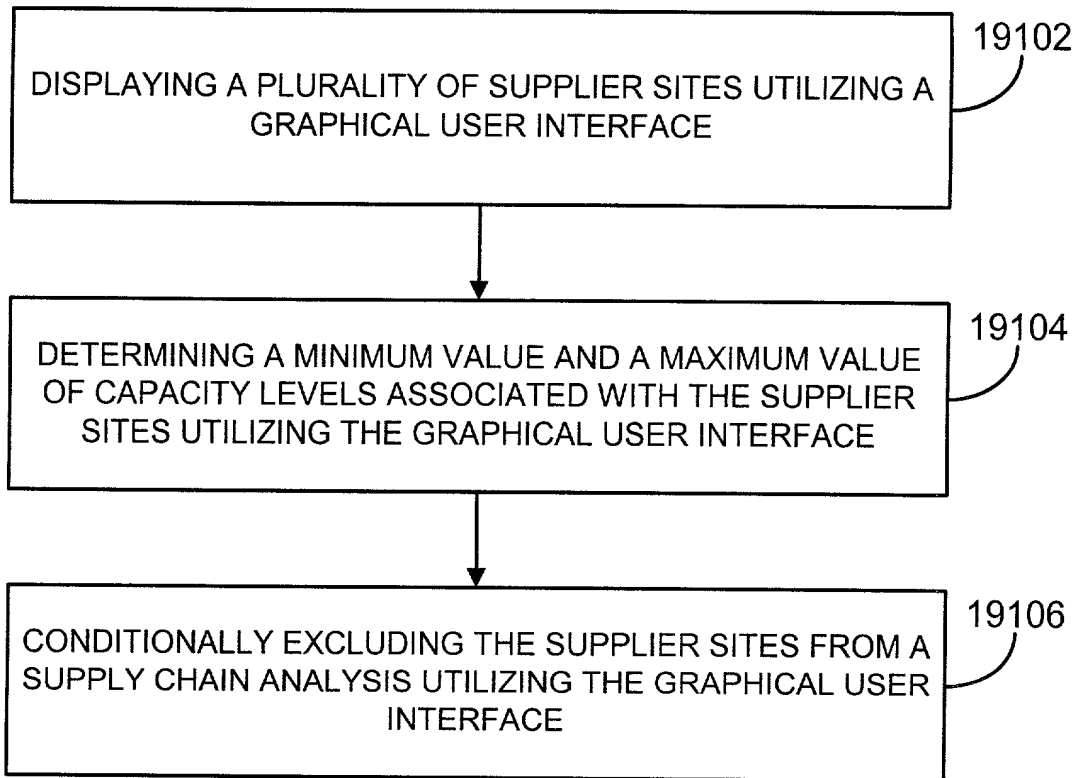 19102
DISPLAYING A PLURALITY OF SUPPLIER SITES UTILIZING A
GRAPHICAL USER INTERFACE
19104
DETERMINING A MINIMUM VALUE AND A MAXIMUM VALUE
OF CAPACITY LEVELS ASSOCIATED WITH THE SUPPLIER
SITES UTILIZING THE GRAPHICAL USER INTERFACE
19106
CONDITIONALLY EXCLUDING THE SUPPLIER SITES FROM A
SUPPLY CHAIN ANALYSIS UTILIZING THE GRAPHICAL USER
INTERFACE